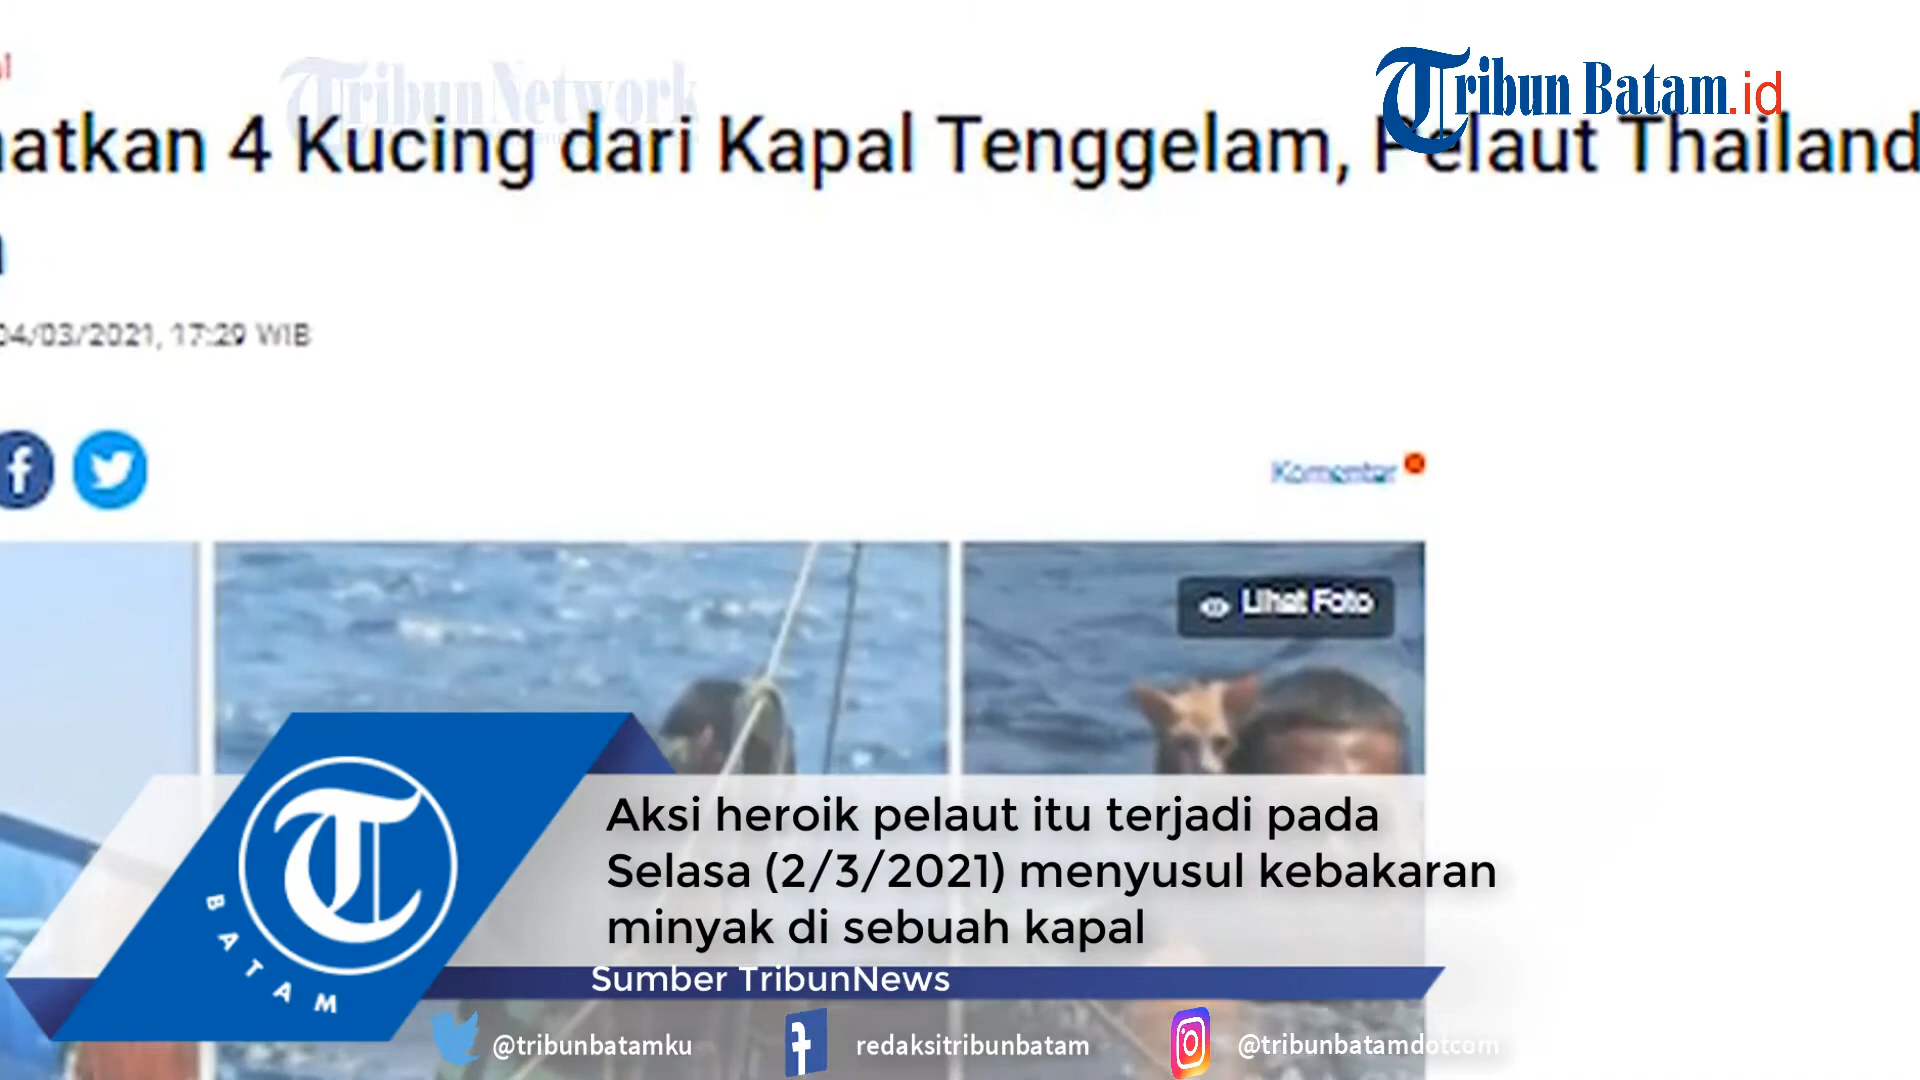 Tribun Network
Tribun Batam.id
atkan 4 Kucing dari Kapal Tenggelam, Pelaut Thailand
04/03/2021, 17:29 WIB
Komentar
Lihat Foto
Aksi heroik pelaut itu terjadi pada
Selasa (2/3/2021) menyusul kebakaran
minyak di sebuah kapal
BATAM
Sumber TribunNews
@tribunbatamku
redaksitribunbatam
@tribunbatamdotcom